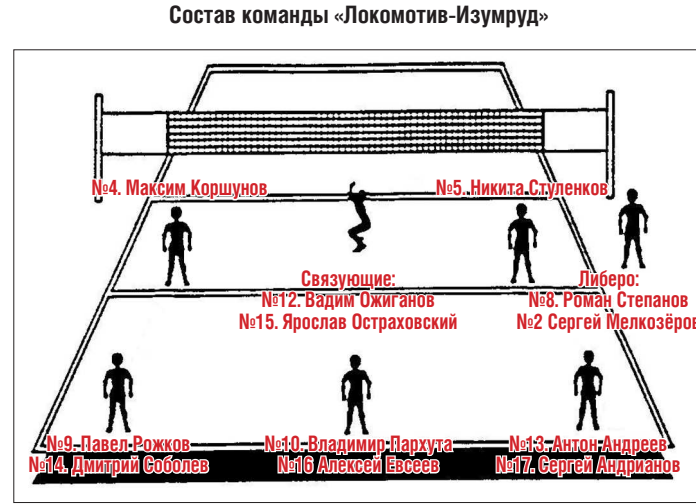 Состав команды «Локомотив-Изумруд»
№4. Максим Коршунов
№5. Никита Стуленков
Связующие:
№12. Вадим Ожиганов
№15. Ярослав Остраховский
Либеро:
№8. Роман Степанов
№2 Сергей Мелкозёров
№9. Павел Рожков
№14. Дмитрий Соболев
№10. Владимир Пархута
№16 Алексей Евсеев
№13. Антон Андреев
№17. Сергей Андрианов